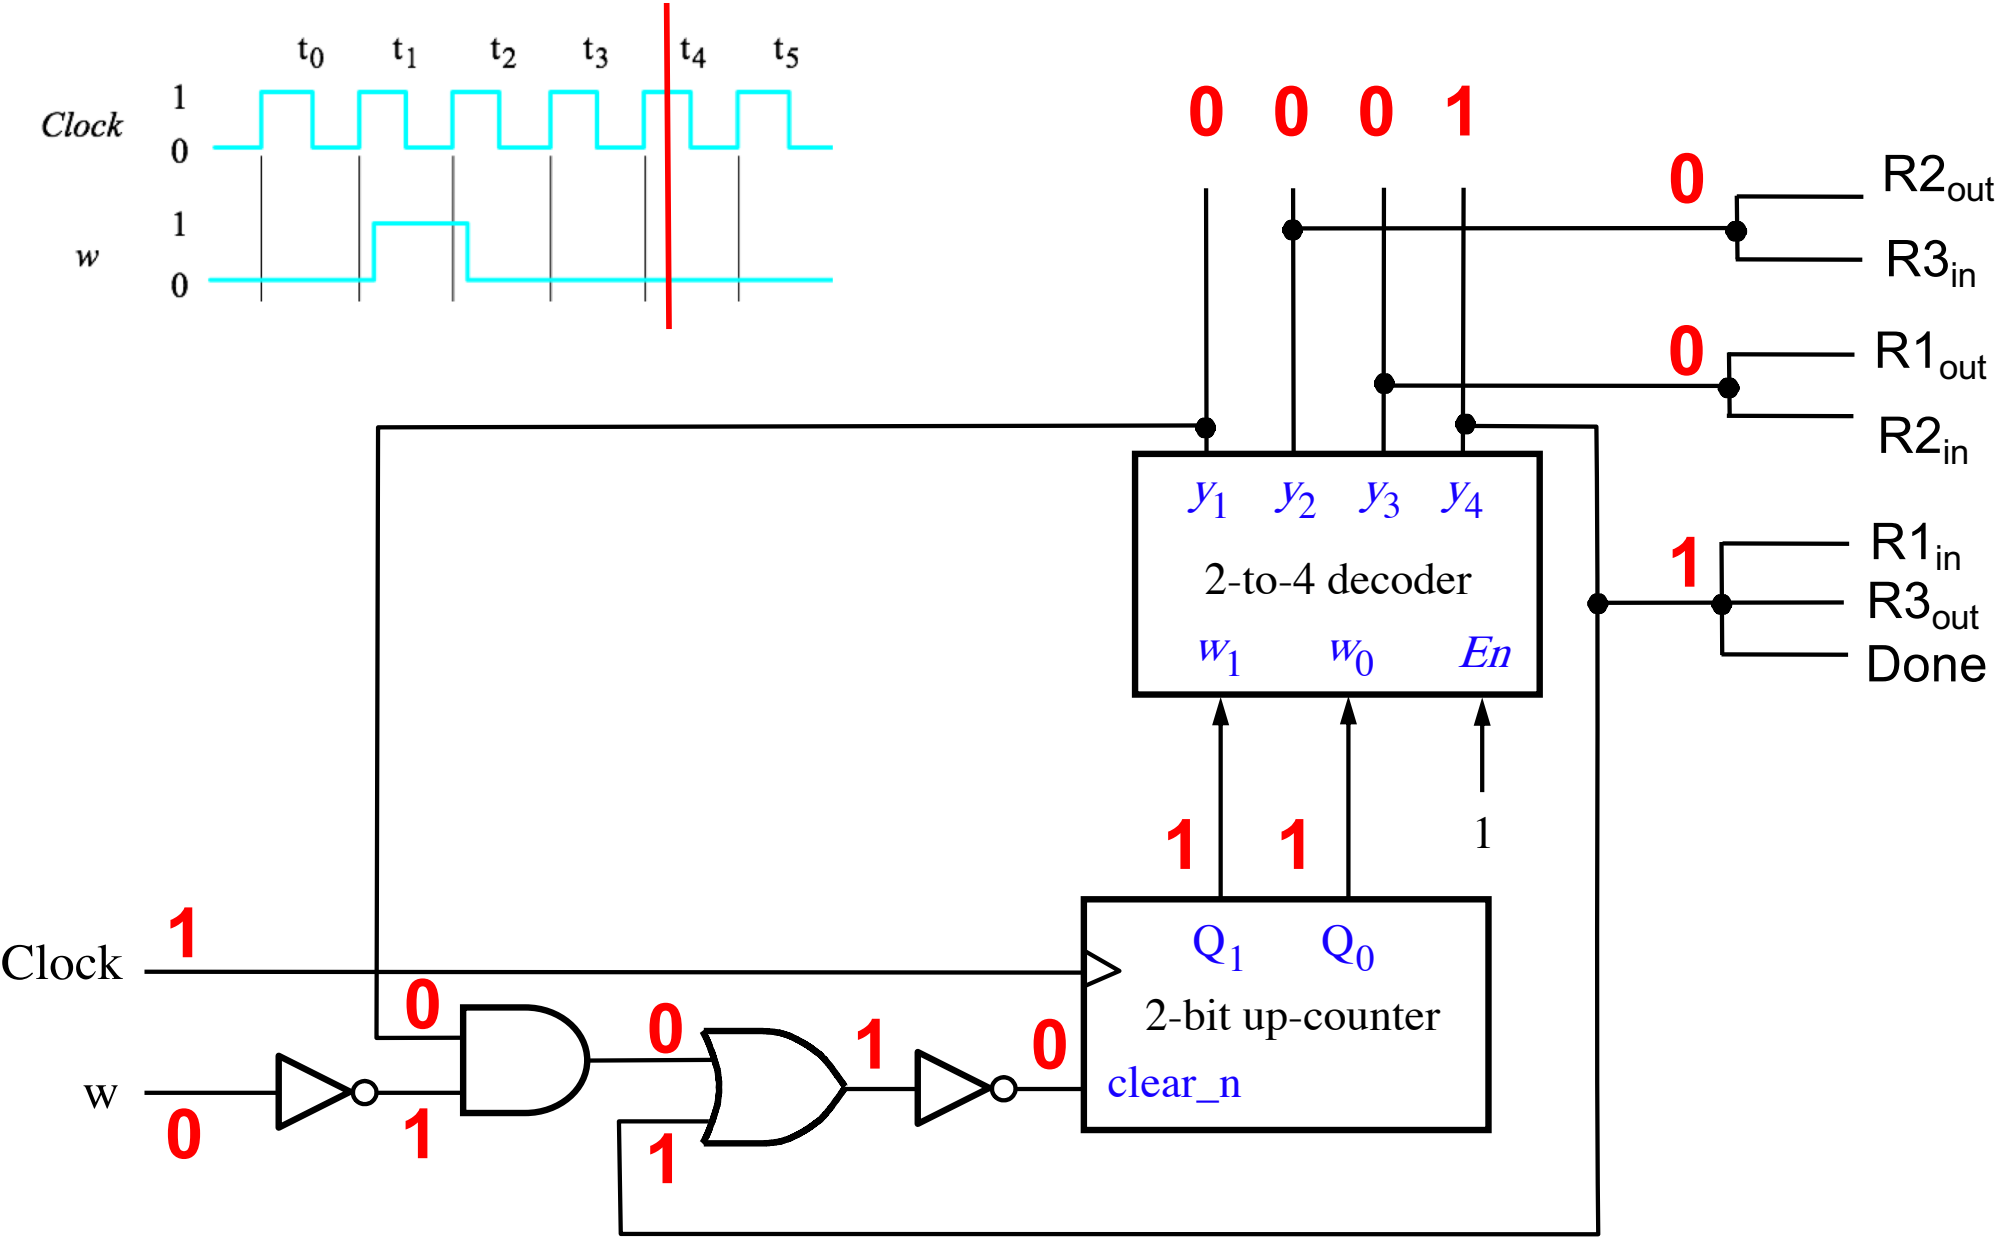 t0 t1 t2 t3 t4 t5
1
Clock
0
1
w
0
0 0 0 1
0
R2out
R3in
0
R1out
R2in
y1 y2 y3 y4
2-to-4 decoder
w1 w0 En
1
R1in
R3out
Done
1 1 1
1
Clock
Q1 Q0
2-bit up-counter
clear_n
0 0 1 0
w
0 1 1